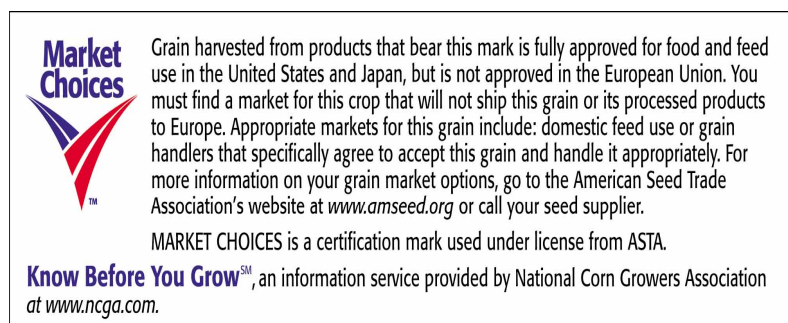 Market
Choices
TM
Grain harvested from products that bear this mark is fully approved for food and feed
use in the United States and Japan, but is not approved in the European Union. You
must find a market for this crop that will not ship this grain or its processed products
to Europe. Appropriate markets for this grain include: domestic feed use or grain
handlers that specifically agree to accept this grain and handle it appropriately. For
more information on your grain market options, go to the American Seed Trade
Association's website at www.amseed.org or call your seed supplier.
MARKET CHOICES is a certification mark used under license from ASTA.
Know Before You Grow SM, an information service provided by National Corn Growers Association
at www.ncga.com.